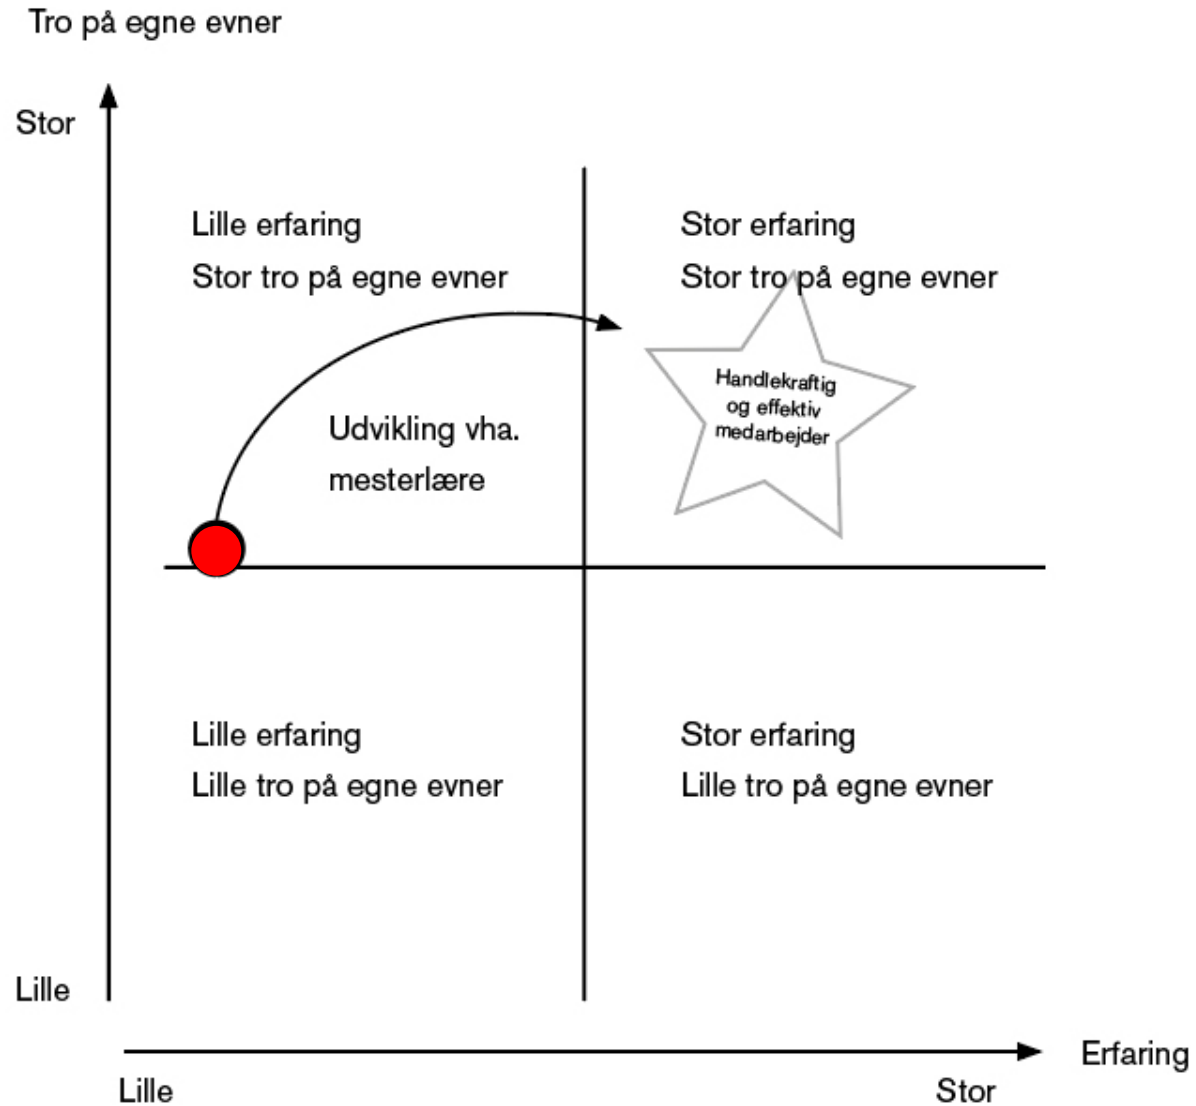 Tro på egne evner
Stor
Lille erfaring
Stor tro på egne evner
Stor erfaring
Stor tro på egne evner
Handlekraftig
og effektiv
medarbejder
Udvikling vha.
mesterlære
Lille erfaring
Lille tro på egne evner
Stor erfaring
Lille tro på egne evner
Lille
Erfaring
Lille
Stor